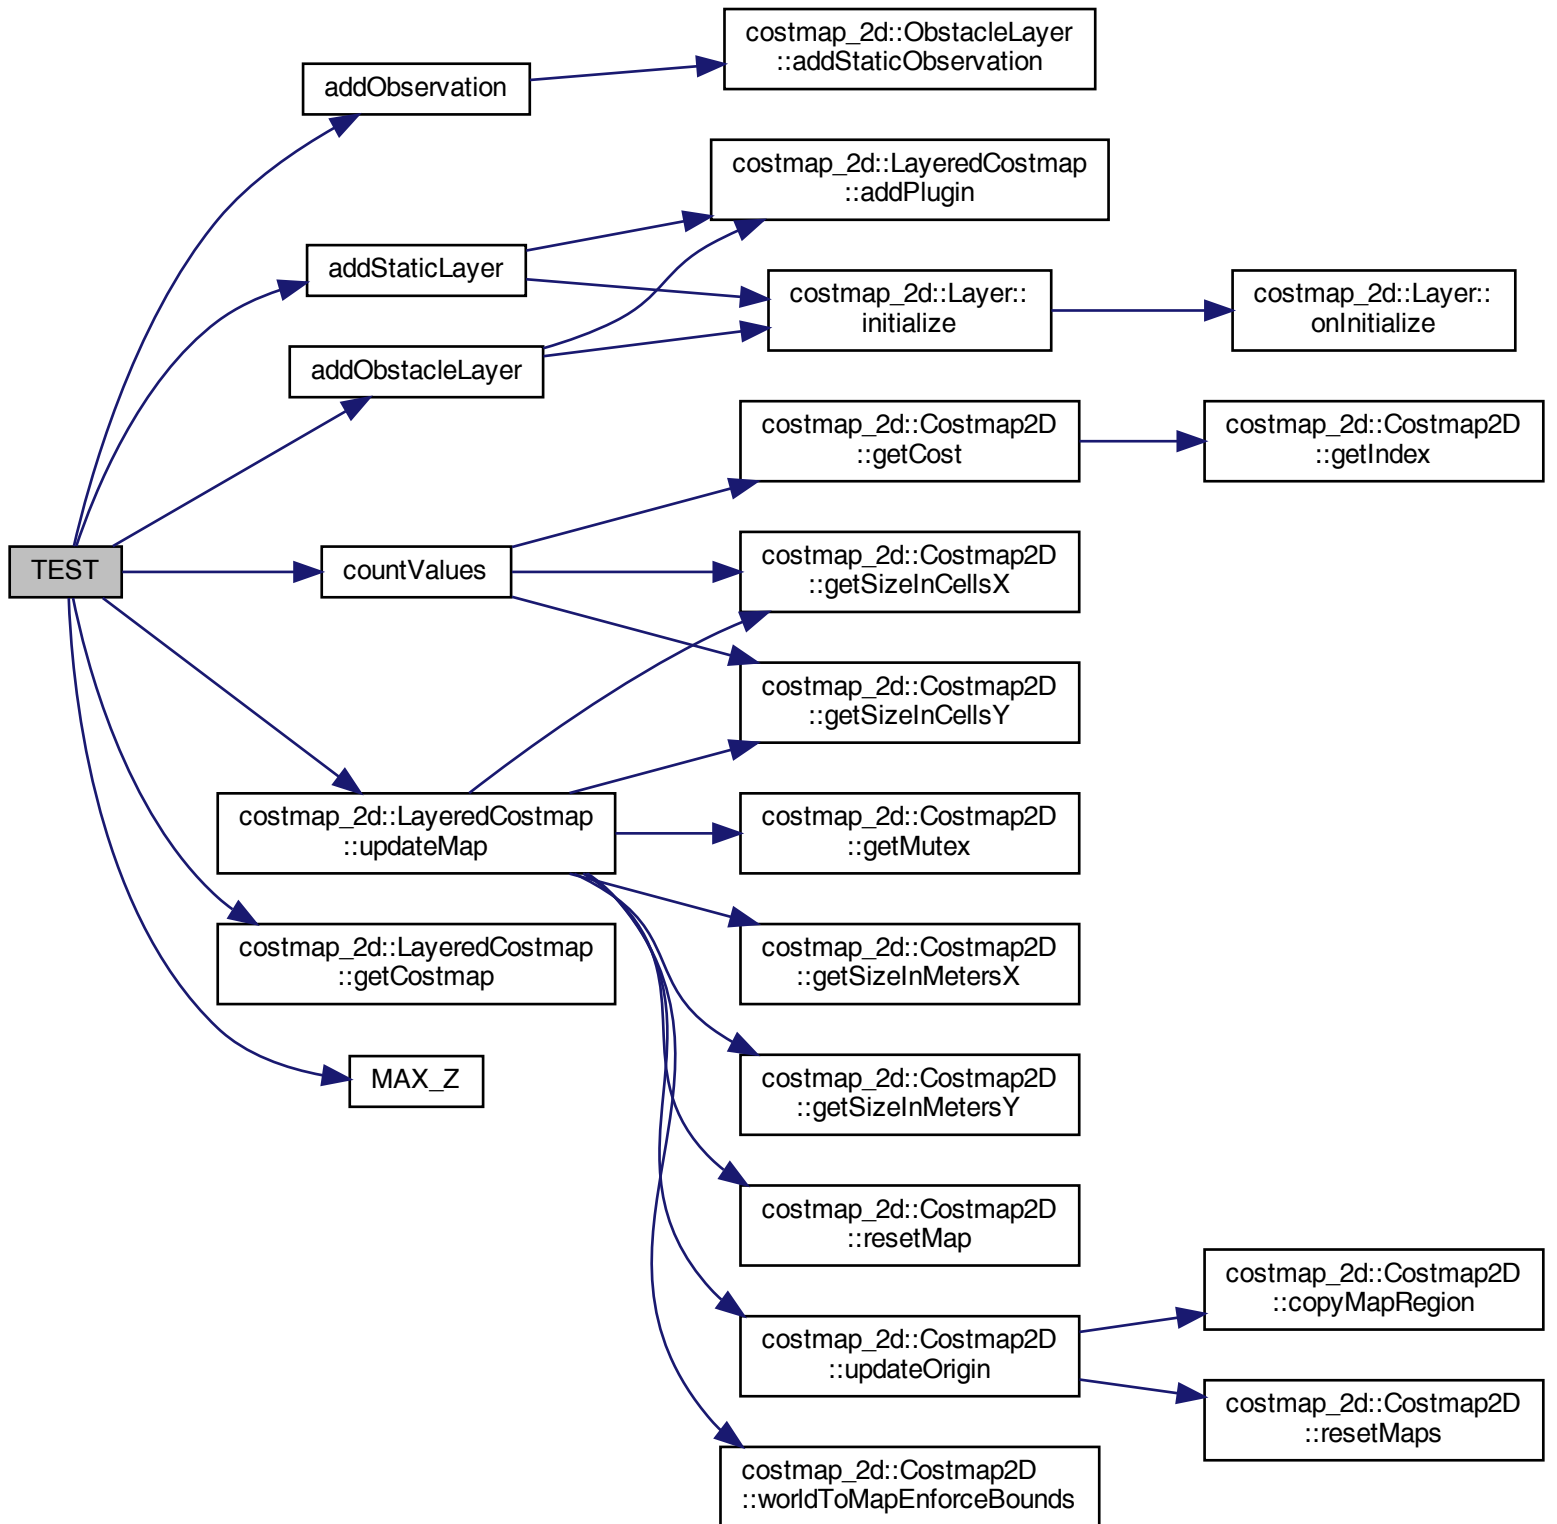 costmap_2d::ObstacleLayer
::addStaticObservation
addObservation
costmap_2d::LayeredCostmap
::addPlugin
addStaticLayer
costmap_2d::Layer::
initialize
costmap_2d::Layer::
onInitialize
addObstacleLayer
costmap_2d::Costmap2D
::getCost
costmap_2d::Costmap2D
::getIndex
TEST
countValues
costmap_2d::Costmap2D
::getSizeInCellsX
costmap_2d::Costmap2D
::getSizeInCellsY
costmap_2d::LayeredCostmap
::updateMap
costmap_2d::Costmap2D
::getMutex
costmap_2d::LayeredCostmap
::getCostmap
costmap_2d::Costmap2D
::getSizeInMetersX
MAX_Z
costmap_2d::Costmap2D
::getSizeInMetersY
costmap_2d::Costmap2D
::resetMap
costmap_2d::Costmap2D
::updateOrigin
costmap_2d::Costmap2D
::copyMapRegion
costmap_2d::Costmap2D
::resetMaps
costmap_2d::Costmap2D
::worldToMapEnforceBounds